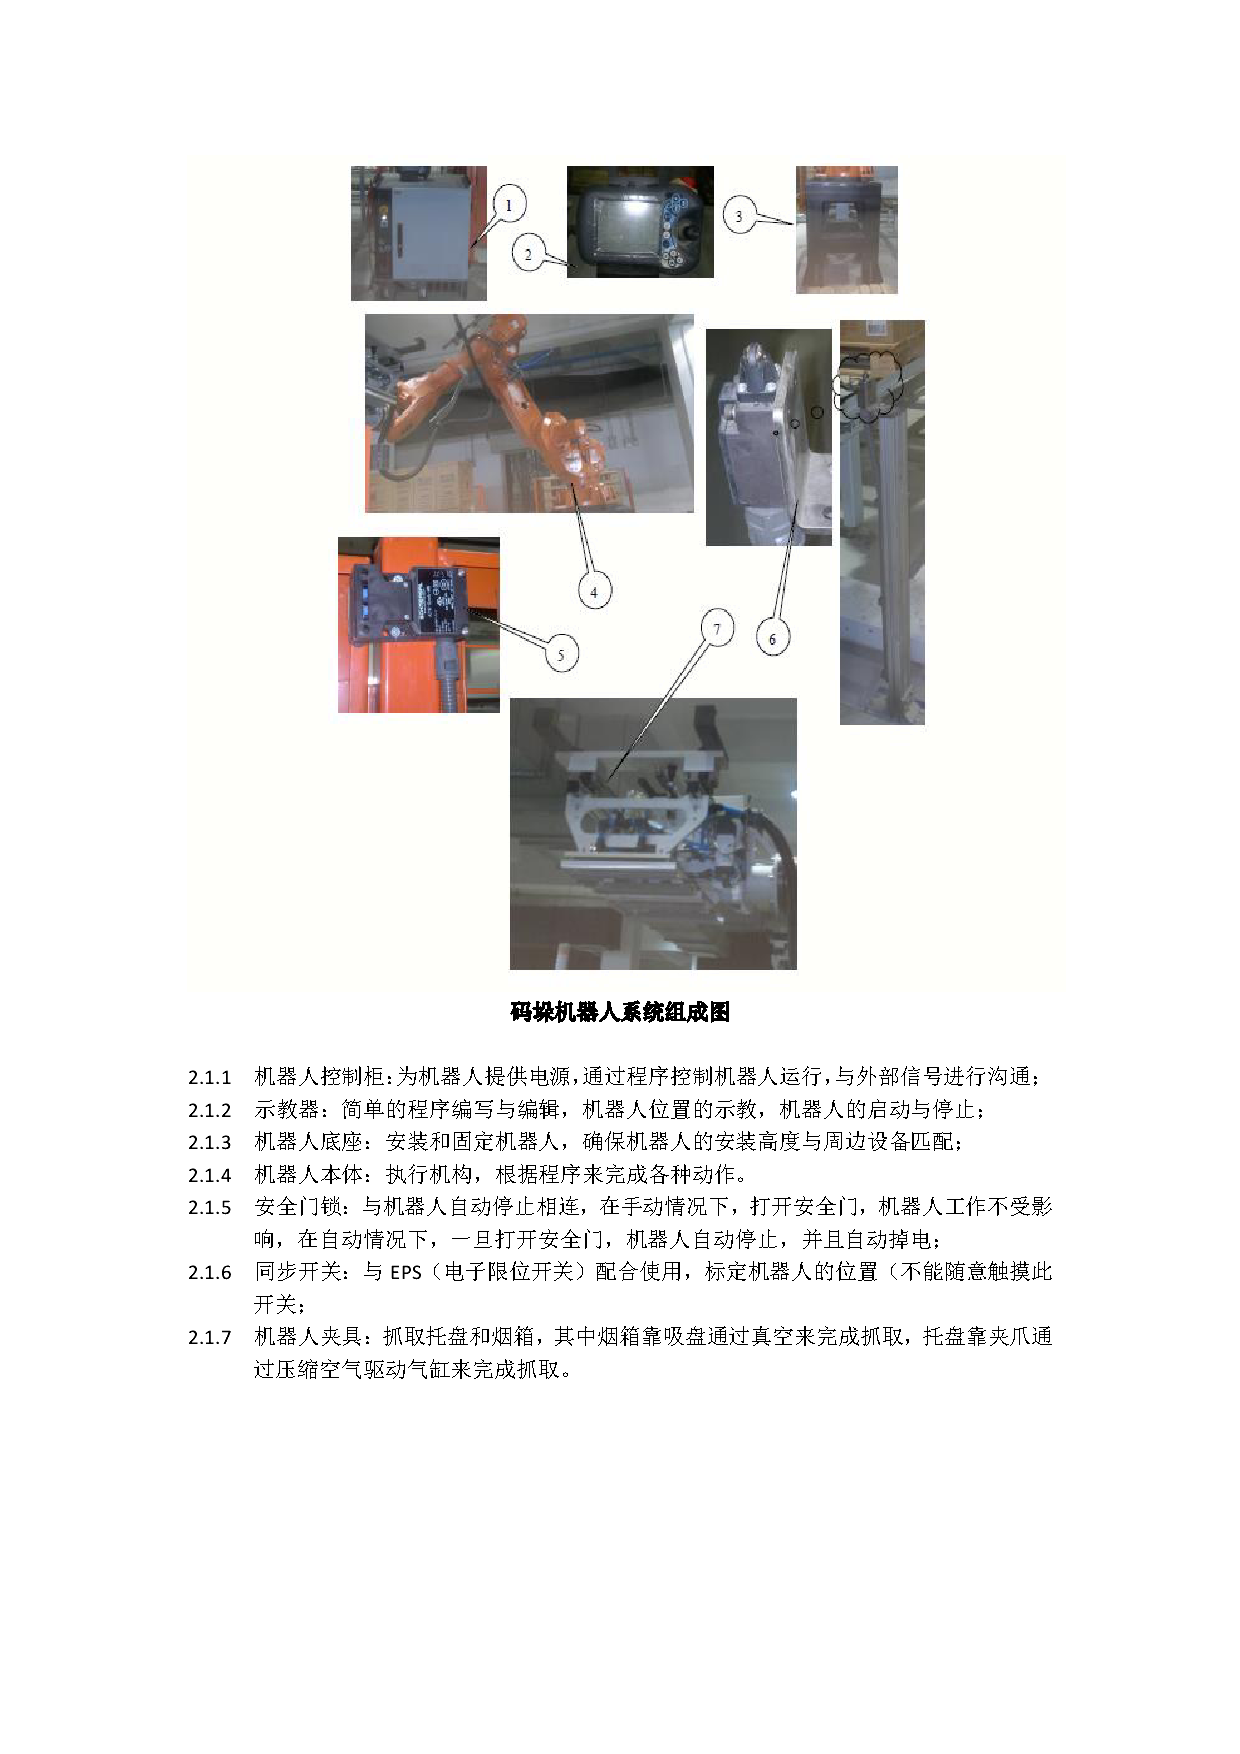 1
2
3
4
5
6
7
码垛机器人系统组成图
2.1.1 机器人控制柜：为机器人提供电源，通过程序控制机器人运行，与外部信号进行沟通；
2.1.2 示教器：简单的程序编写与编辑，机器人位置的示教，机器人的启动与停止；
2.1.3 机器人底座：安装和固定机器人，确保机器人的安装高度与周边设备匹配；
2.1.4 机器人本体：执行机构，根据程序来完成各种动作。
2.1.5 安全门锁：与机器人自动停止相连，在手动情况下，打开安全门，机器人工作不受影
响，在自动情况下，一旦打开安全门，机器人自动停止，并且自动掉电；
2.1.6 同步开关：与 EPS（电子限位开关）配合使用，标定机器人的位置（不能随意触摸此
开关；
2.1.7 机器人夹具：抓取托盘和烟箱，其中烟箱靠吸盘通过真空来完成抓取，托盘靠夹爪通
过压缩空气驱动气缸来完成抓取。